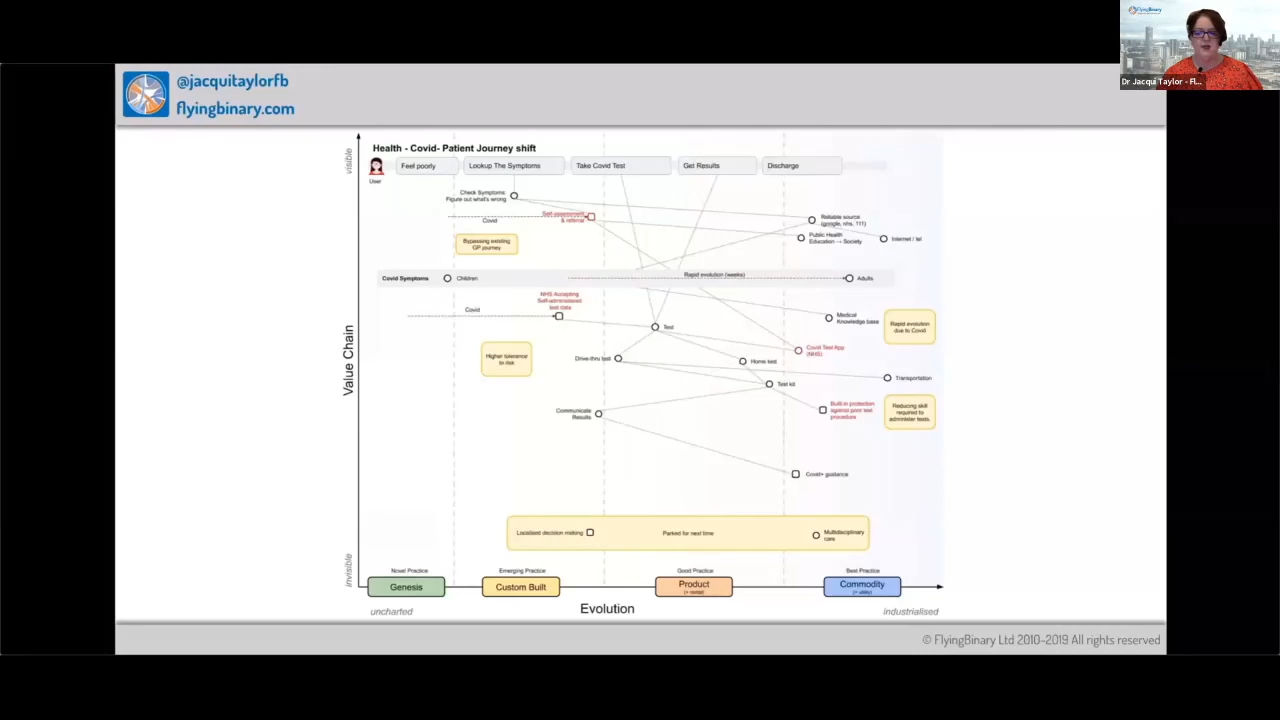 FlyingBinary
Dr Jacqui Taylor - Fl...
@jacquitaylorfb
flyingbinary.com
Health - Covid- Patient Journey shift
visible
User
Feel poorly
Lookup The Symptoms
Take Covid Test
Get Results
Discharge
Check Symptoms:
Figure out what's wrong
Self-assessment
& referral
Covid
Reliable source
(google, nhs, 111)
Public Health
Education → Society
Internet / tel
Bypassing existing
GP journey
Covid Symptoms
Children
Rapid evolution (weeks)
Adults
NHS Accepting
Self-administered
test data
Covid
Medical
Knowledge base
Rapid evolution
due to Covid
Test
Value Chain
Higher tolerance
to risk
Drive-thru test
Home test
Covid Test App
(NHS)
Transportation
Test kit
Communicate
Results
Built-in protection
against poor test
procedure
Reducing skill
required to
administer tests.
Covid+ guidance
Localised decision making
Parked for next time
Multidisciplinary
care
invisible
Novel Practice
Emerging Practice
Good Practice
Best Practice
Genesis
Custom Built
Product
(+ rental)
Commodity
(+ utility)
uncharted
Evolution
industrialised
© FlyingBinary Ltd 2010-2019 All rights reserved